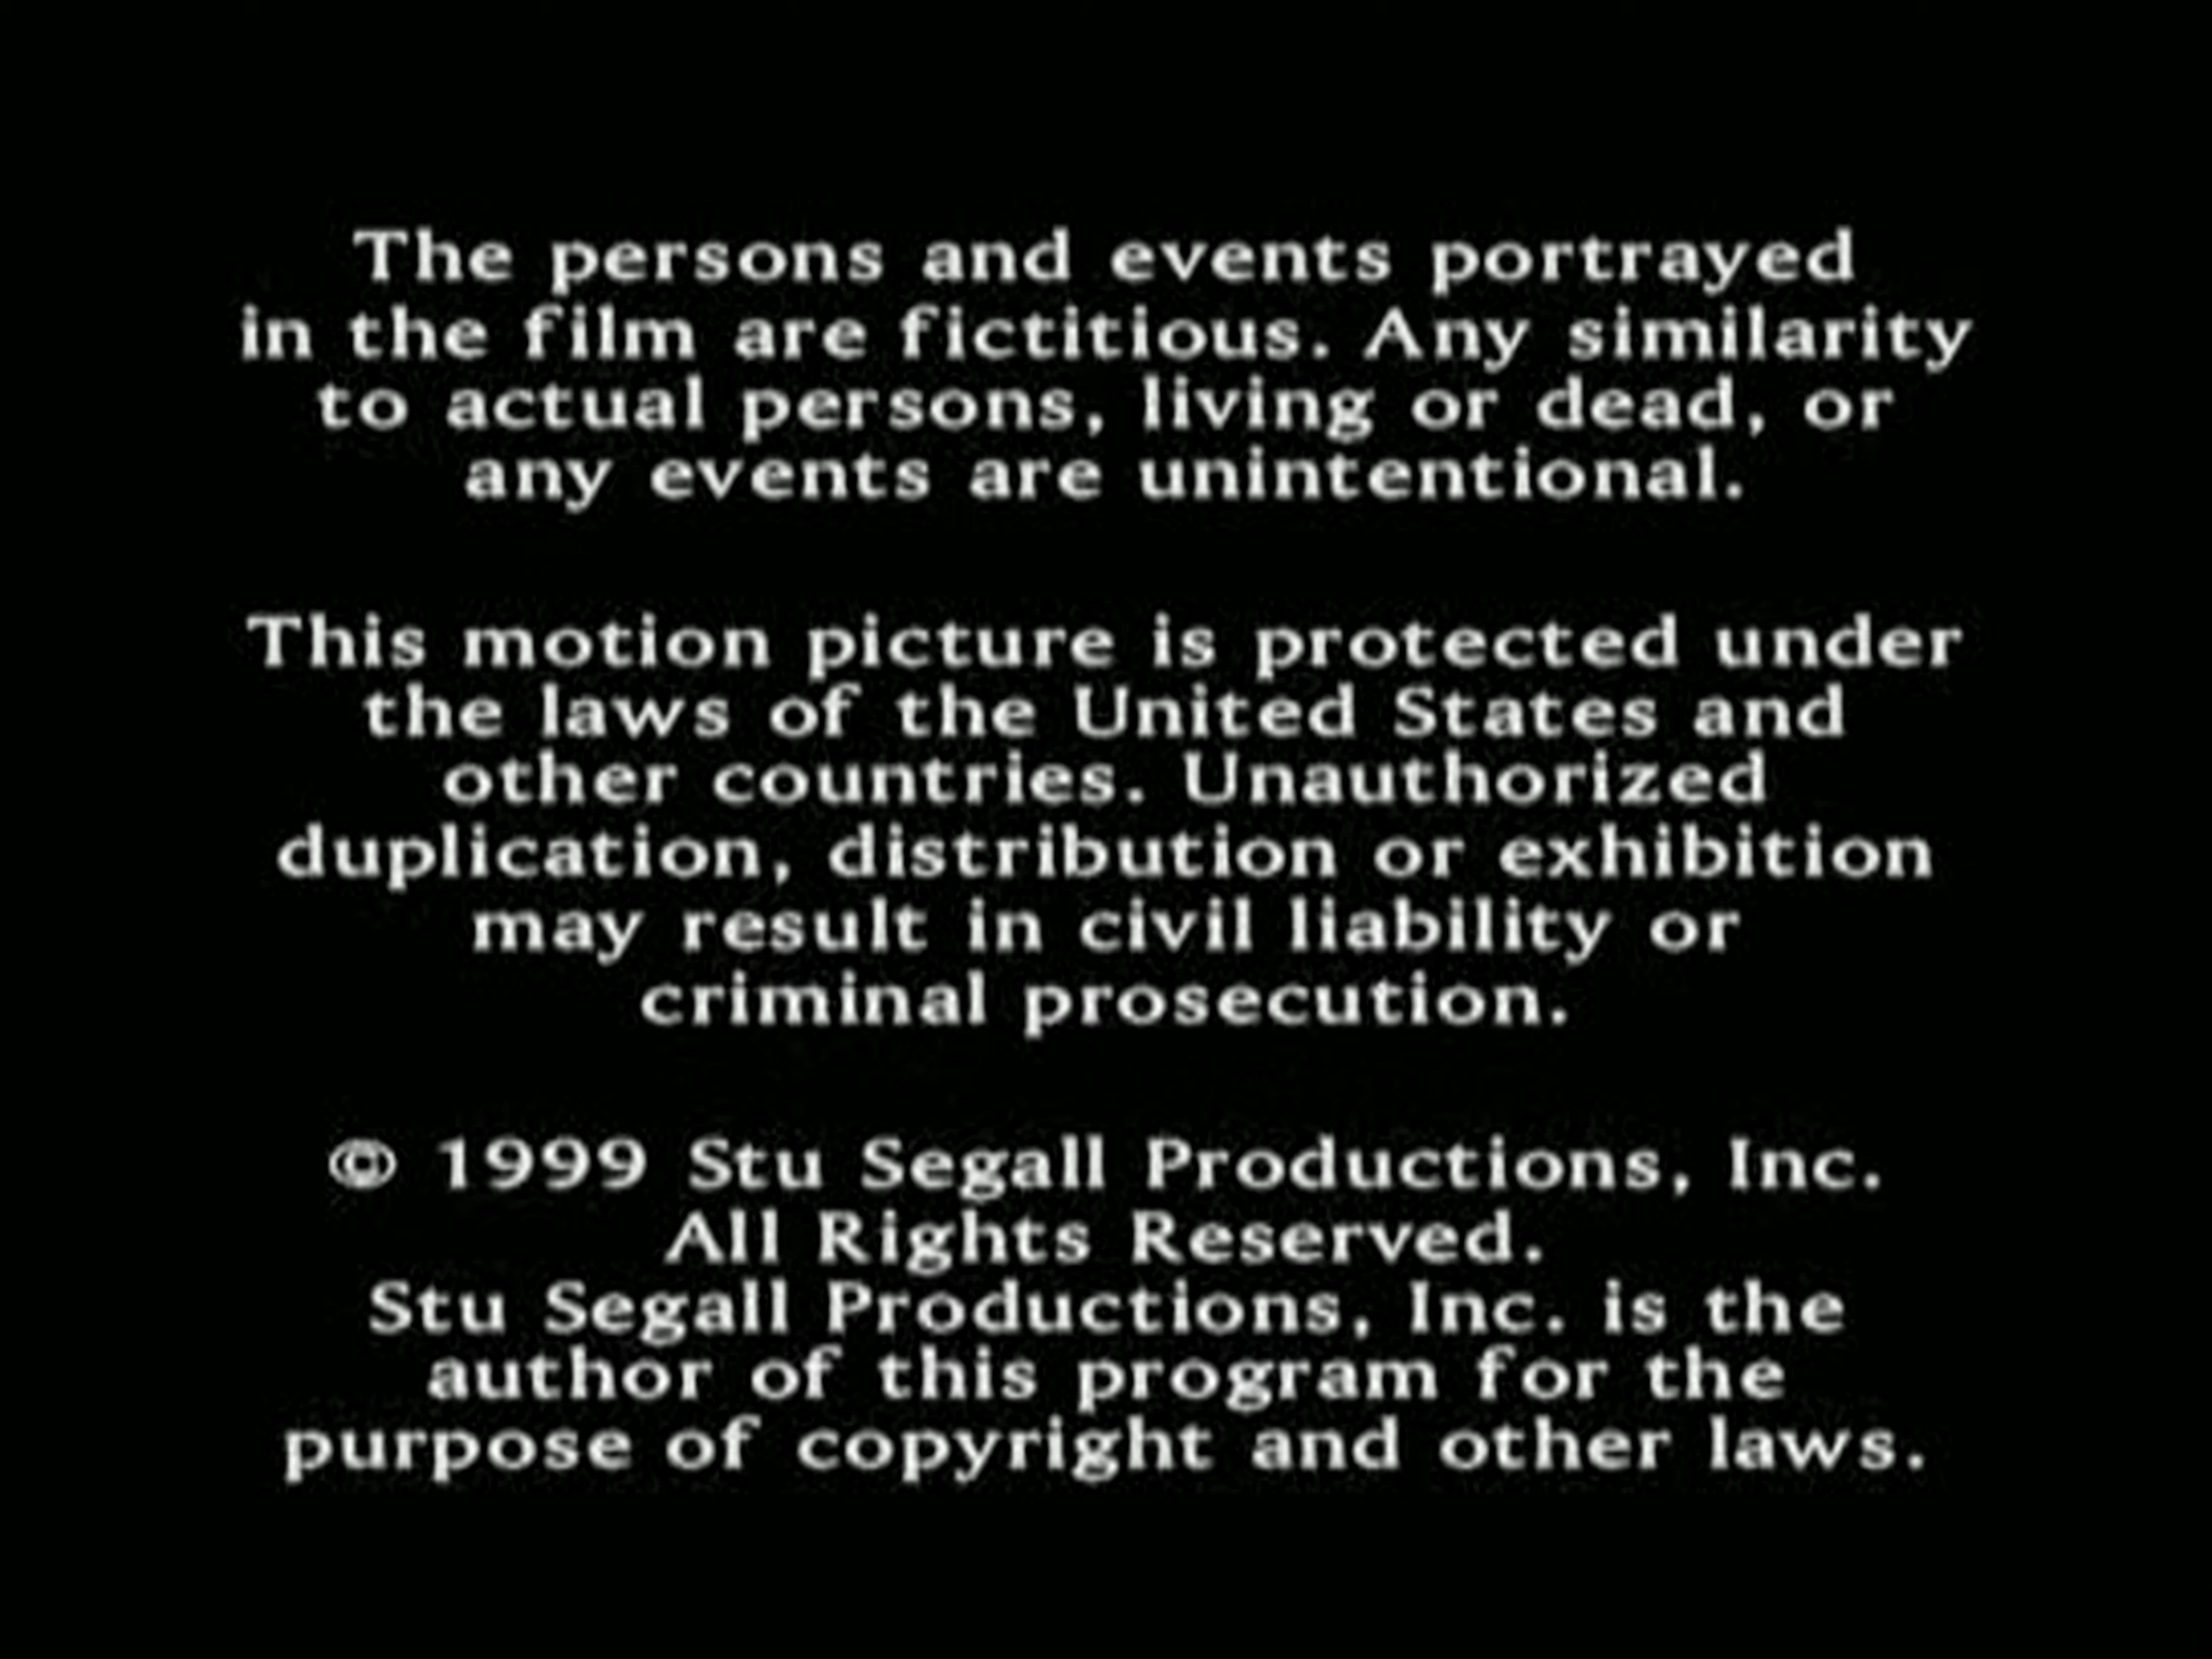 The persons and events portrayed
in the film are fictitious. Any similarity
to actual persons, living or dead, or
any events are unintentional.
This motion picture is protected under
the laws of the United States and
other countries. Unauthorized
duplication, distribution or exhibition
may result in civil liability or
criminal prosecution.
© 1999 Stu Segall Productions, Inc.
All Rights Reserved.
Stu Segall Productions, Inc. is the
author of this program for the
purpose of copyright and other laws.